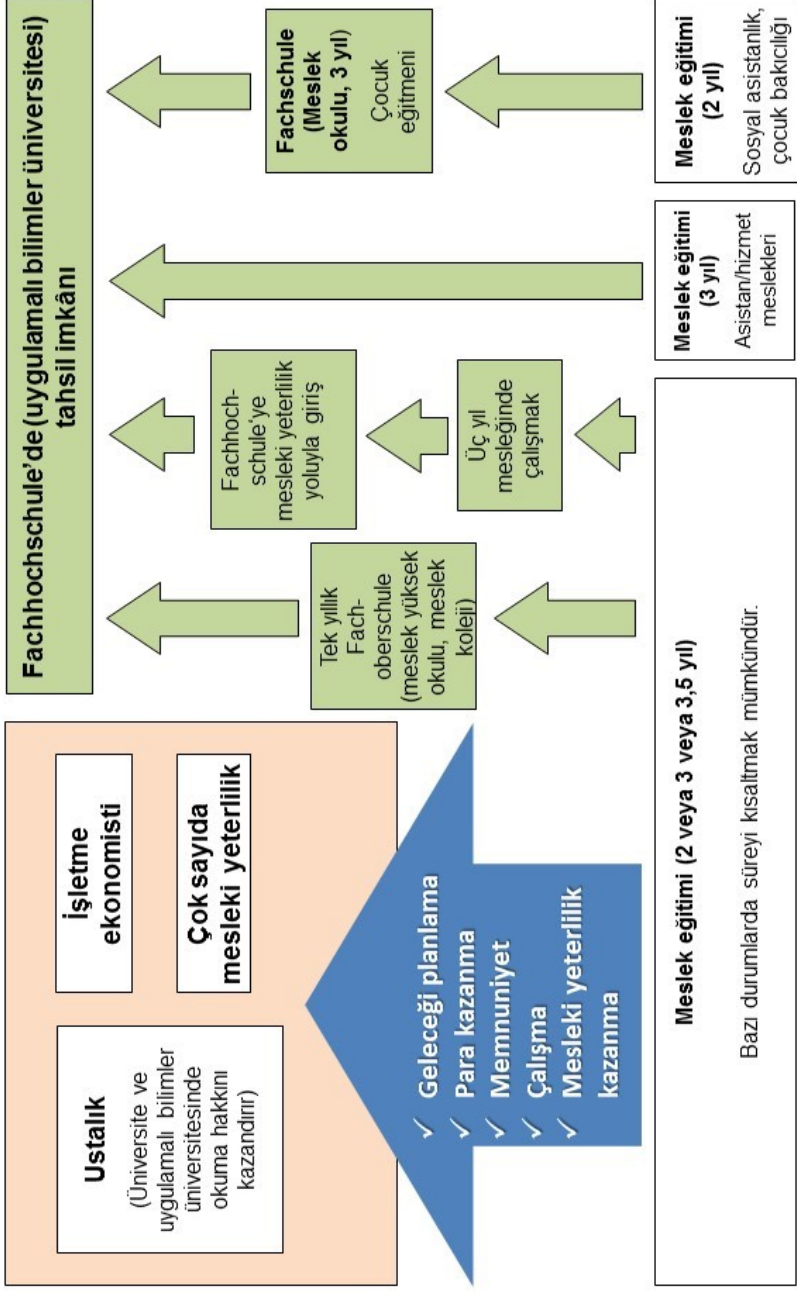 Ustalık
(Üniversite ve
uygulamalı bilimler
üniversitesinde
okuma hakkını
kazandırır)
İşletme
ekonomisti
Çok sayıda
mesleki yeterlilik
Fachhochschule’de (uygulamalı bilimler üniversitesi)
tahsil imkânı
✓ Geleceği planlama
✓ Para kazanma
✓ Memnuniyet
✓ Çalışma
✓ Mesleki yeterlilik
kazanma
Tek yıllık
Fach-
oberschule
(meslek yüksek
okulu, meslek
koleji)
Fachhoch-
schule‘ye
mesleki yeterlilik
yoluyla giriş
Üç yıl
mesleğinde
çalışmak
Fachschule
(Meslek
okulu, 3 yıl)
Çocuk
eğitmeni
Meslek eğitimi (2 veya 3 veya 3,5 yıl)
Bazı durumlarda süreyi kısaltmak mümkündür.
Meslek eğitimi
(3 yıl)
Asistan/hizmet
meslekleri
Meslek eğitimi
(2 yıl)
Sosyal asistanlık,
çocuk bakıcılığı